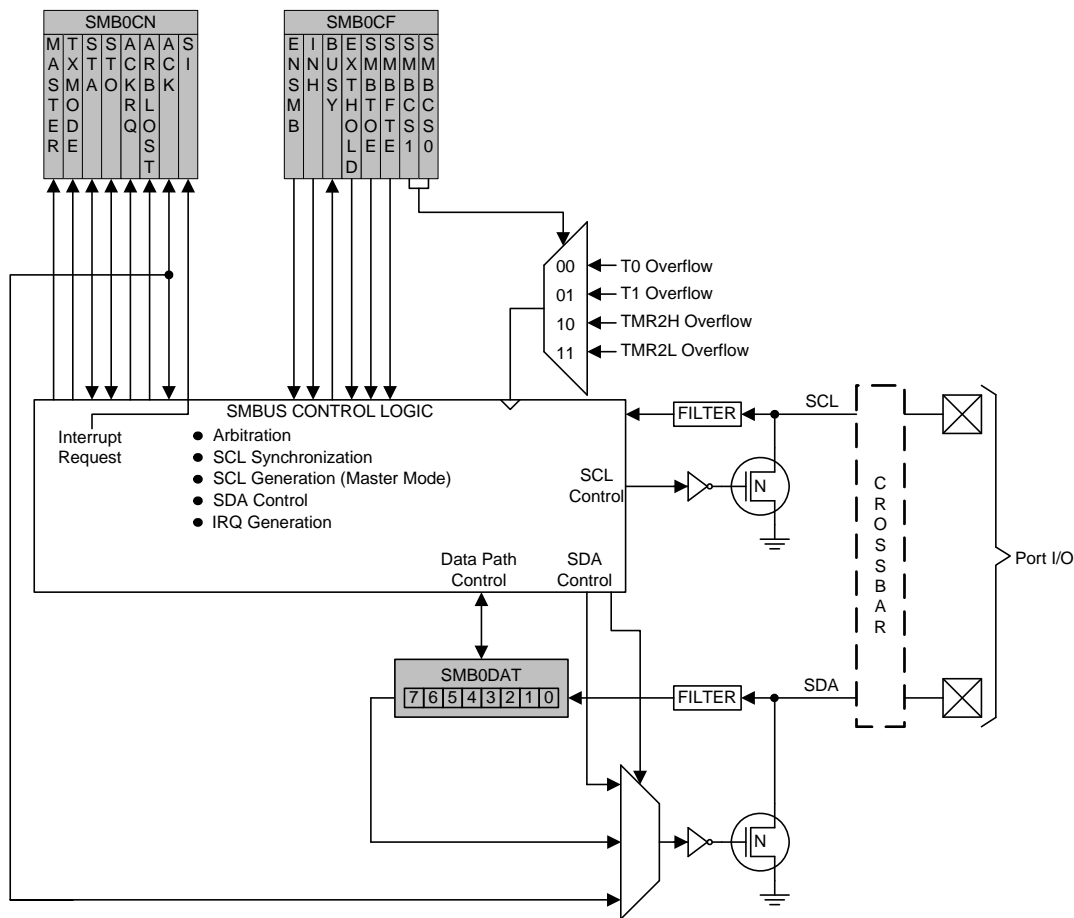 SMB0CN
MASTER
TXMODE
STA
STO
ACKRQ
ARBLOST
ACK
SI
SMB0CF
ENSMB
INH
BUSY
EXTHOLD
SMBTOE
SMBFTE
SMBCS1
SMBCS0
00
01
10
11
T0 Overflow
T1 Overflow
TMR2H Overflow
TMR2L Overflow
SMBUS CONTROL LOGIC
Interrupt
Request
● Arbitration
● SCL Synchronization
● SCL Generation (Master Mode)
● SDA Control
● IRQ Generation
SCL
Control
Data Path
Control
SDA
Control
FILTER
SCL
N
CROSSBAR
Port I/O
SMB0DAT
7 6 5 4 3 2 1 0
FILTER
SDA
N